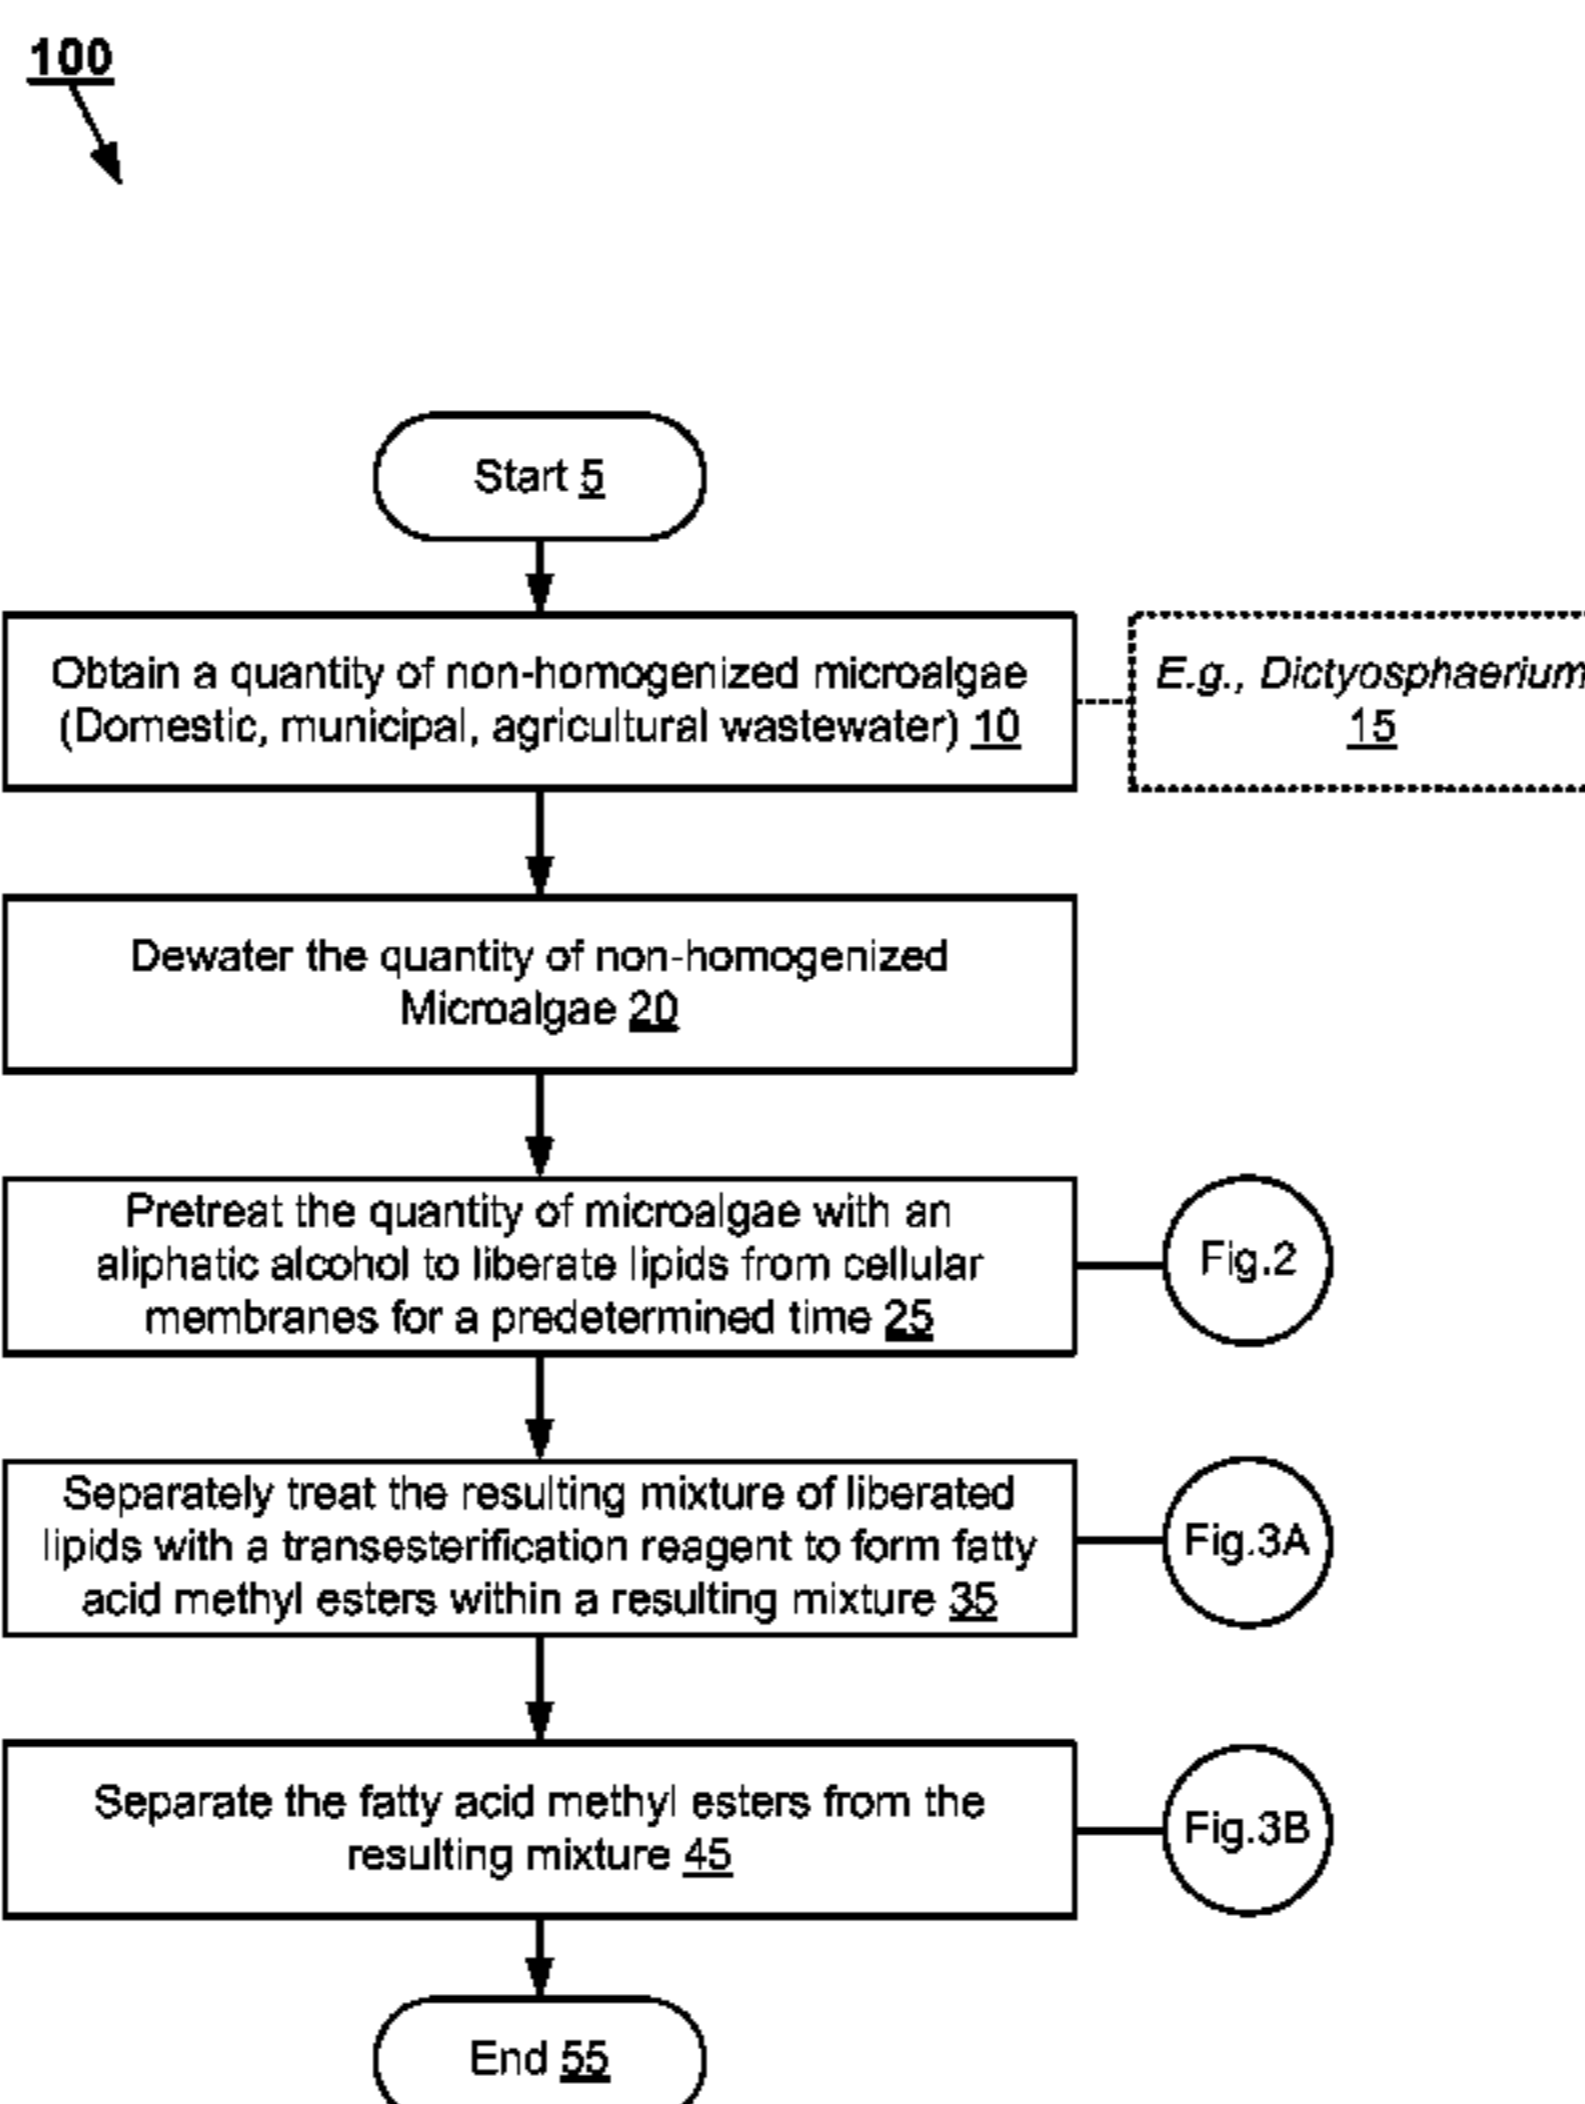 100
Start 5
Obtain a quantity of non-homogenized microalgae
(Domestic, municipal, agricultural wastewater) 10
E.g., Dictyosphaerium
15
Dewater the quantity of non-homogenized
Microalgae 20
Pretreat the quantity of microalgae with an
aliphatic alcohol to liberate lipids from cellular
membranes for a predetermined time 25
Fig.2
Separately treat the resulting mixture of liberated
lipids with a transesterification reagent to form fatty
acid methyl esters within a resulting mixture 35
Fig.3A
Separate the fatty acid methyl esters from the
resulting mixture 45
Fig.3B
End 55